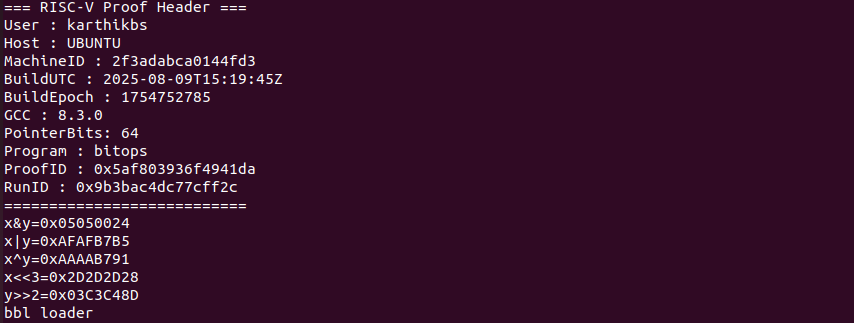 === RISC-V Proof Header ===
User : karthikbs
Host : UBUNTU
MachineID : 2f3adabca0144fd3
BuildUTC : 2025-08-09T15:19:45Z
BuildEpoch : 1754752785
GCC : 8.3.0
PointerBits: 64
Program : bitops
ProofID : 0x5af803936f4941da
RunID : 0x9b3bac4dc77cff2c
===========================
x&y=0x05050024
x|y=0xAFAFB7B5
x^y=0xAAAAB791
x<<3=0x2D2D2D28
y>>2=0x03C3C48D
bbl loader